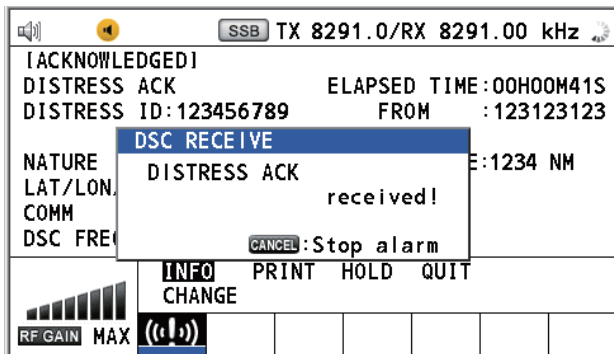 SSB TX 8291.0/RX 8291.00 kHz
[ACKNOWLEDGED]
DISTRESS ACK ELAPSED TIME:00H00M41S
DISTRESS ID:123456789 FROM :123123123
DSC RECEIVE
NATURE E:1234 NM
DISTRESS ACK
LAT/LON
received!
COMM
DSC FRE
CANCEL:Stop alarm
INFO PRINT HOLD QUIT
CHANGE
RF GAIN MAX